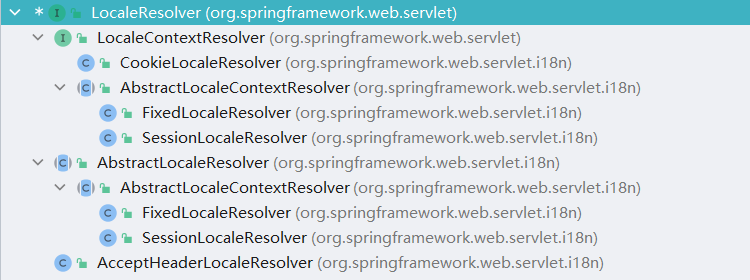 * I LocaleResolver (org.springframework.web.servlet)
I LocaleContextResolver (org.springframework.web.servlet)
C CookieLocaleResolver (org.springframework.web.servlet.i18n)
C AbstractLocaleContextResolver (org.springframework.web.servlet.i18n)
C FixedLocaleResolver (org.springframework.web.servlet.i18n)
C SessionLocaleResolver (org.springframework.web.servlet.i18n)
C AbstractLocaleResolver (org.springframework.web.servlet.i18n)
C AbstractLocaleContextResolver (org.springframework.web.servlet.i18n)
C FixedLocaleResolver (org.springframework.web.servlet.i18n)
C SessionLocaleResolver (org.springframework.web.servlet.i18n)
C AcceptHeaderLocaleResolver (org.springframework.web.servlet.i18n)